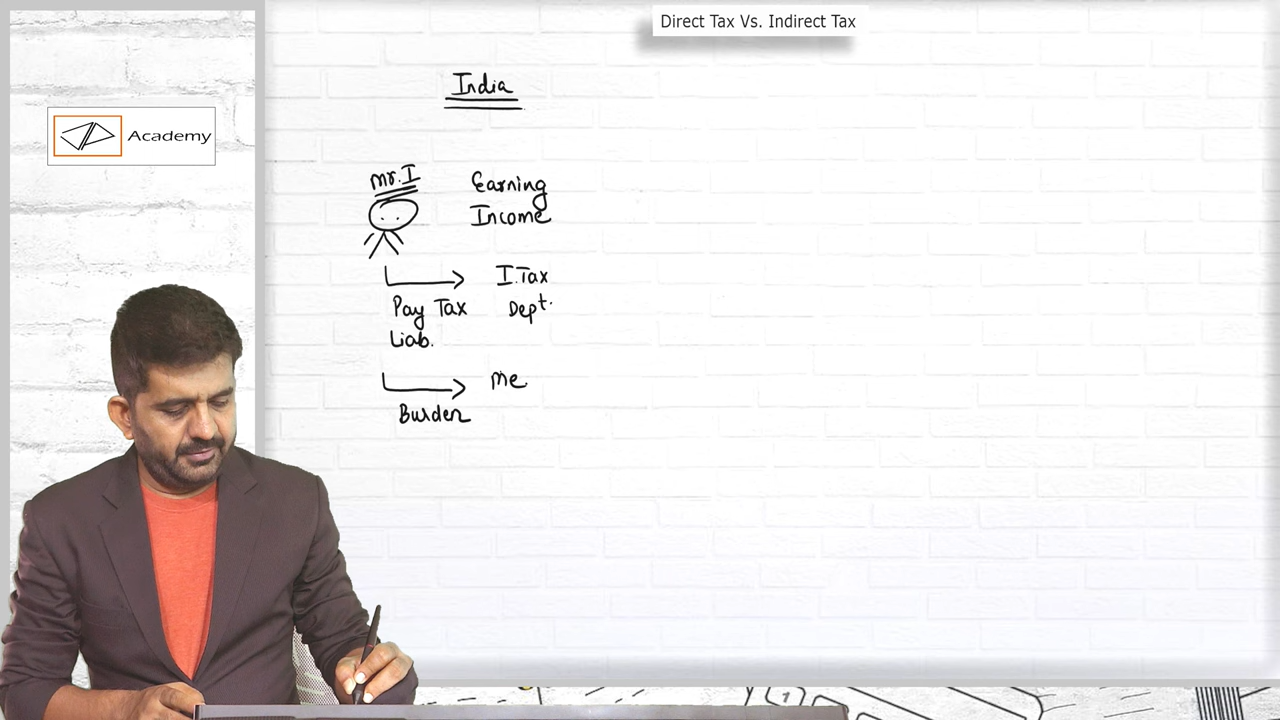 Direct Tax Vs. Indirect Tax
Academy
India
Mr. I
Earning
Income
I.Tax
Pay Tax Dept.
Liab.
Me
Burden